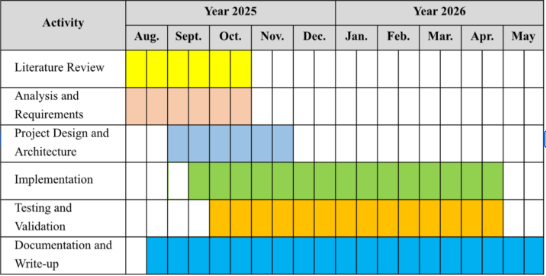 Activity
Year 2025
Year 2026
Aug.
Sept.
Oct.
Nov.
Dec.
Jan.
Feb.
Mar.
Apr.
May
Literature Review
Analysis and
Requirements
Project Design and
Architecture
Implementation
Testing and
Validation
Documentation and
Write-up